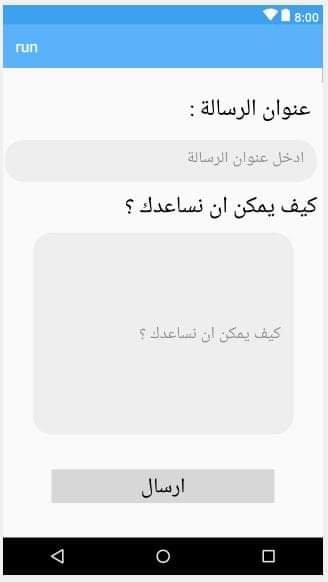 8:00
run
عنوان الرسالة :
ادخل عنوان الرسالة
كيف يمكن ان نساعدك ؟
كيف يمكن ان نساعدك ؟
ارسال